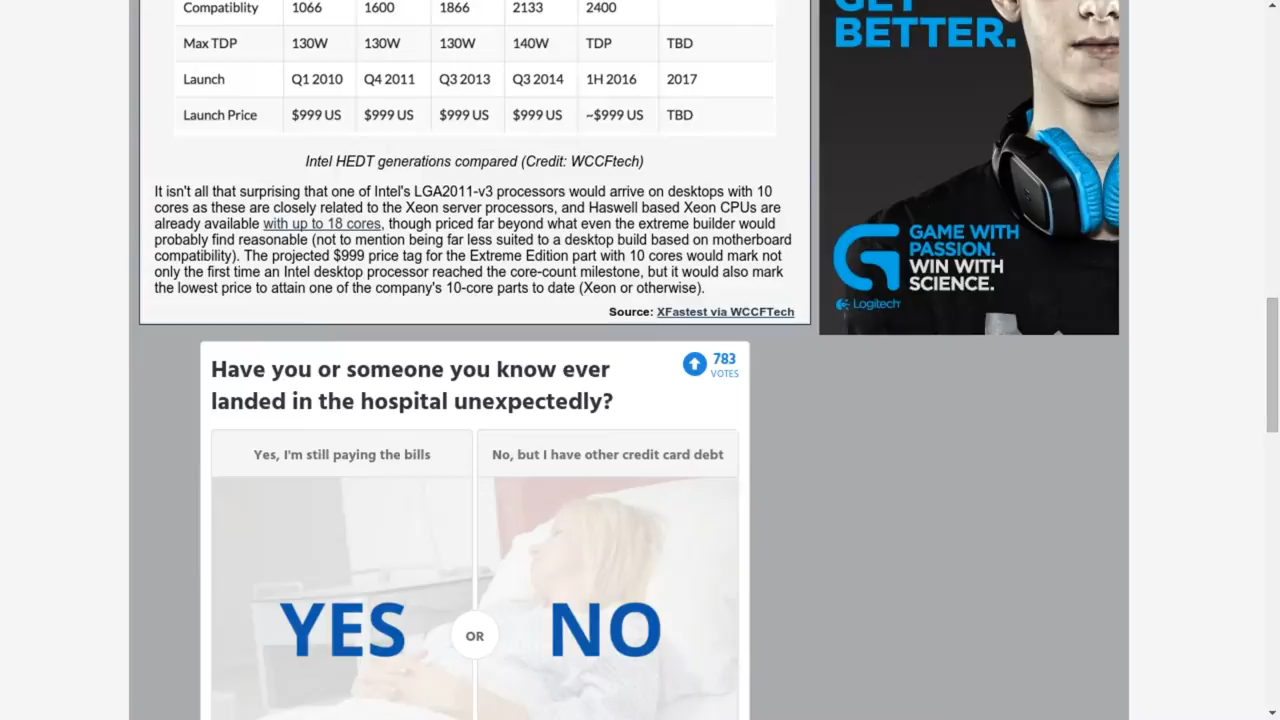 Compatiblity 1066 1600 1866 2133 2400
Max TDP 130W 130W 130W 140W TDP TBD
Launch Q1 2010 Q4 2011 Q3 2013 Q3 2014 1H 2016 2017
Launch Price $999 US $999 US $999 US $999 US ~$999 US TBD
Intel HEDT generations compared (Credit: WCCFtech)
It isn't all that surprising that one of Intel's LGA2011-v3 processors would arrive on desktops with 10
cores as these are closely related to the Xeon server processors, and Haswell based Xeon CPUs are
already available with up to 18 cores, though priced far beyond what even the extreme builder would
probably find reasonable (not to mention being far less suited to a desktop build based on motherboard
compatibility). The projected $999 price tag for the Extreme Edition part with 10 cores would mark not
only the first time an Intel desktop processor reached the core-count milestone, but it would also mark
the lowest price to attain one of the company's 10-core parts to date (Xeon or otherwise).
Source: XFastest via WCCFTech
GET
BETTER.
GAME WITH
PASSION.
WIN WITH
SCIENCE.
Logitech
Have you or someone you know ever
landed in the hospital unexpectedly?
783
VOTES
Yes, I'm still paying the bills
No, but I have other credit card debt
YES
OR
NO